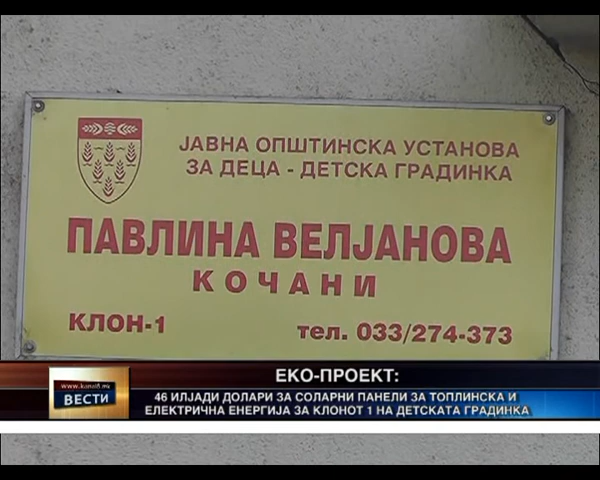 ЈАВНА ОПШТИНСКА УСТАНОВА
ЗА ДЕЦА - ДЕТСКА ГРАДИНКА
ПАВЛИНА ВЕЛЈАНОВА
КОЧАНИ
КЛОН-1
тел. 033/274-373
ЕКО-ПРОЕКТ:
ВЕСТИ
46 ИЛЈАДИ ДОЛАРИ ЗА СОЛАРНИ ПАНЕЛИ ЗА ТОПЛИНСКА И
ЕЛЕКТРИЧНА ЕНЕРГИЈА ЗА КЛОНОТ 1 НА ДЕТСКАТА ГРАДИНКА